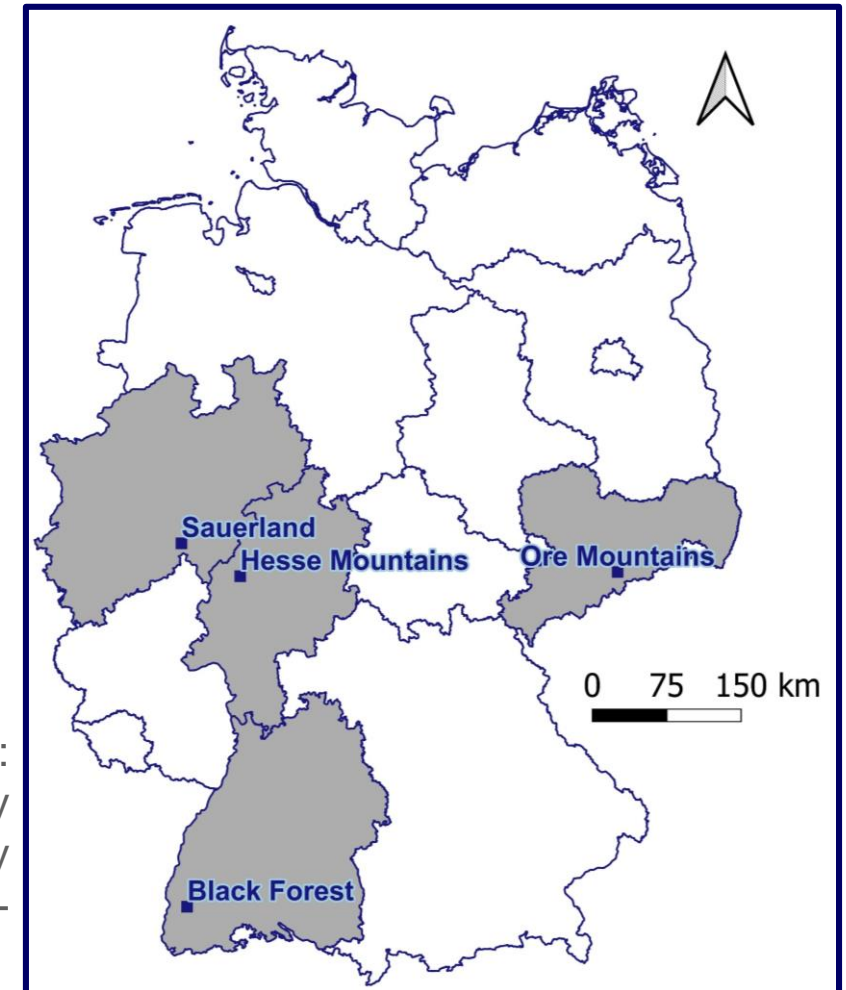 Sauerland
Hesse Mountains
Ore Mountains
0 75 150 km
:
y
y
-
Black Forest